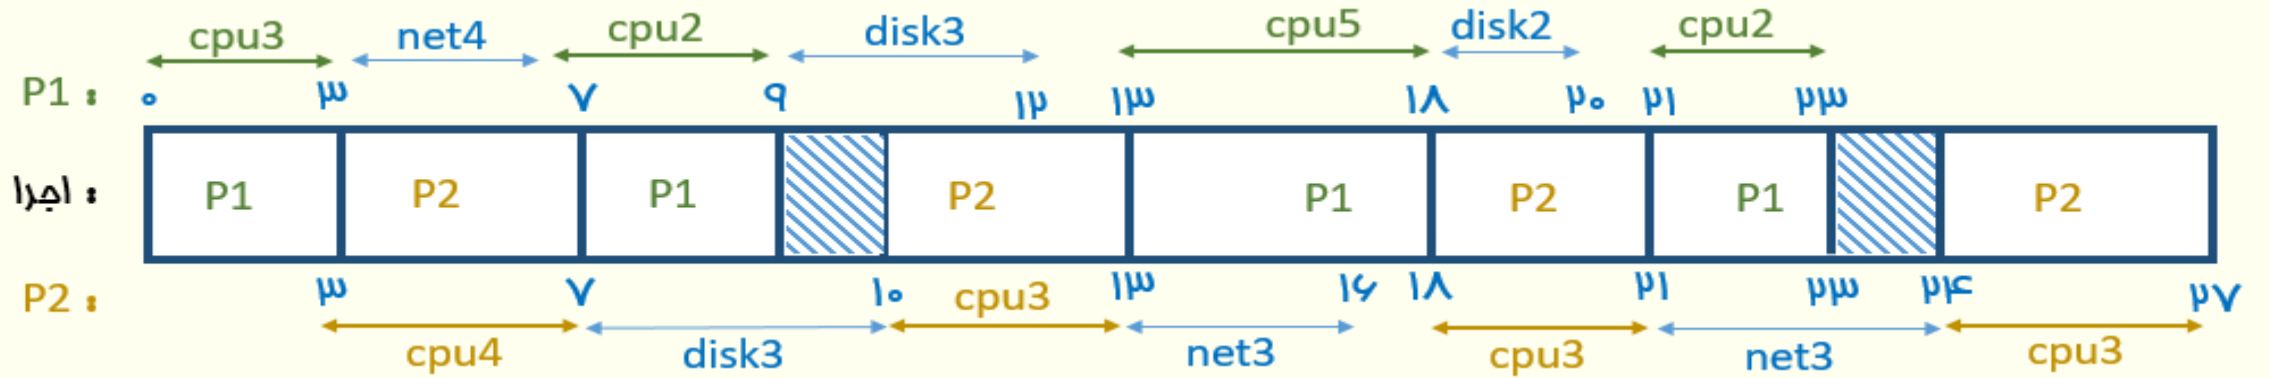 cpu3 net4 cpu2 disk3 cpu5 disk2 cpu2
P1 : ۰ ۳ ۷ ۹ ۱۲ ۱۳ ۱۸ ۲۰ ۲۱ ۲۳
اجرا : P1 P2 P1 P2 P1 P2 P1 P2
P2 : ۳ ۷ ۱۰ cpu3 ۱۳ ۱۶ ۱۸ ۲۱ ۲۳ ۲۴ ۲۷
cpu4 disk3 net3 cpu3 net3 cpu3